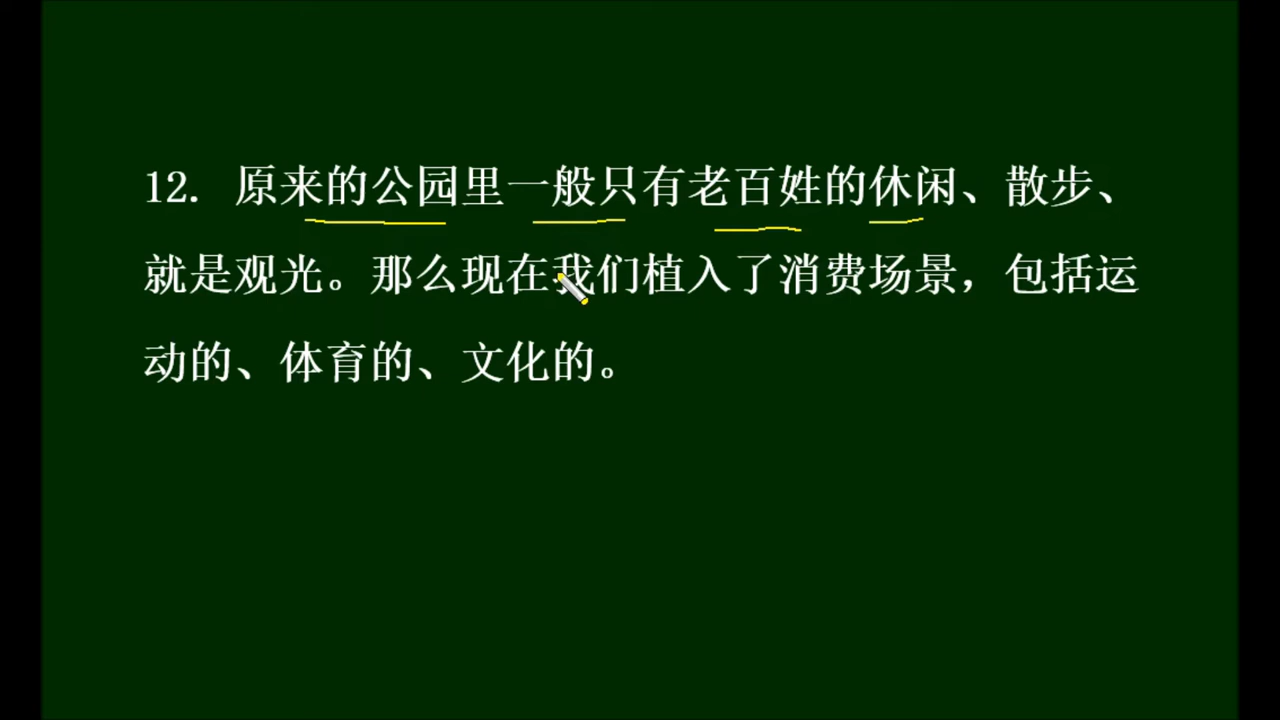 12. 原来的公园里一般只有老百姓的休闲、散步、
就是观光。那么现在我们植入了消费场景，包括运
动的、体育的、文化的。